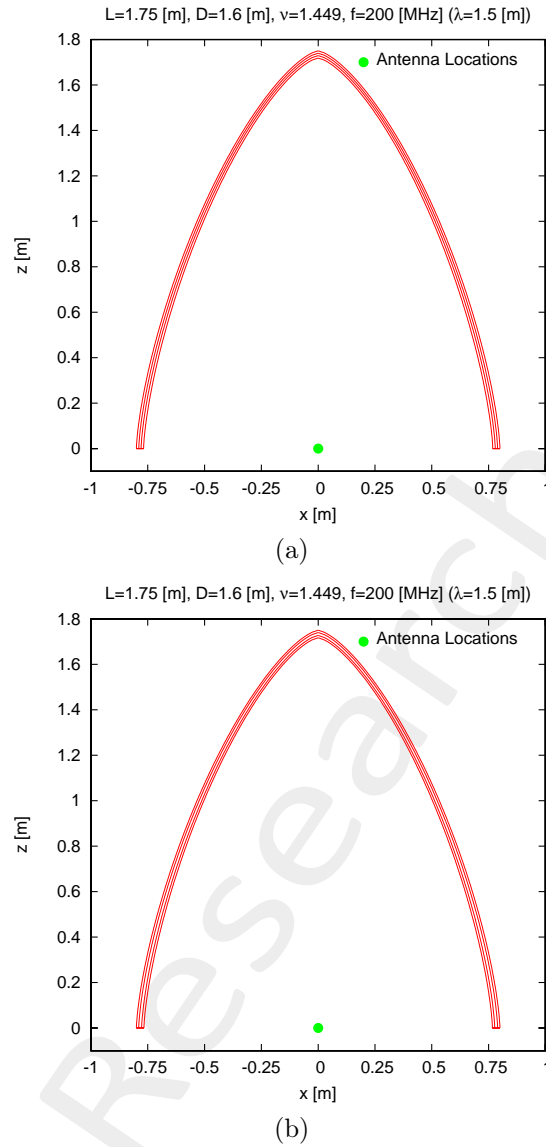 L=1.75 [m], D=1.6 [m], ν=1.449, f=200 [MHz] (λ=1.5 [m])
1.8
Antenna Locations
1.6
1.4
1.2
1
0.8
0.6
0.4
0.2
0
z [m]
-1 -0.75 -0.5 -0.25 0 0.25 0.5 0.75 1
x [m]
(a)
L=1.75 [m], D=1.6 [m], ν=1.449, f=200 [MHz] (λ=1.5 [m])
1.8
Antenna Locations
1.6
1.4
1.2
1
0.8
0.6
0.4
0.2
0
z [m]
-1 -0.75 -0.5 -0.25 0 0.25 0.5 0.75 1
x [m]
(b)
Research